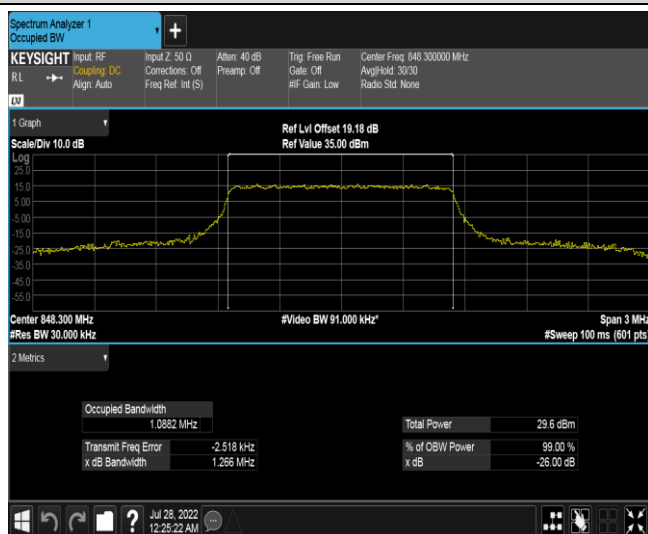 Spectrum Analyzer 1
Occupied BW
+
KEYSIGHT Input: RF Input Z: 50 Ω Atten: 40 dB Trig: Free Run Center Freq: 848.300000 MHz
RL Coupling: DC Corrections: Off Preamp: Off Gate: Off Avg|Hold: 30/30
Align: Auto Freq Ref: Int (S) #IF Gain: Low Radio Std: None
LXI
1 Graph
Ref Lvl Offset 19.18 dB
Scale/Div 10.0 dB Ref Value 35.00 dBm
Log
25.0
15.0
5.00
-5.00
-15.0
-25.0
-35.0
-45.0
-55.0
Center 848.300 MHz #Video BW 91.000 kHz* Span 3 MHz
#Res BW 30.000 kHz #Sweep 100 ms (601 pts)
2 Metrics
Occupied Bandwidth
1.0882 MHz Total Power 29.6 dBm
Transmit Freq Error -2.518 kHz % of OBW Power 99.00 %
x dB Bandwidth 1.266 MHz x dB -26.00 dB
? Jul 28, 2022
12:25:22 AM